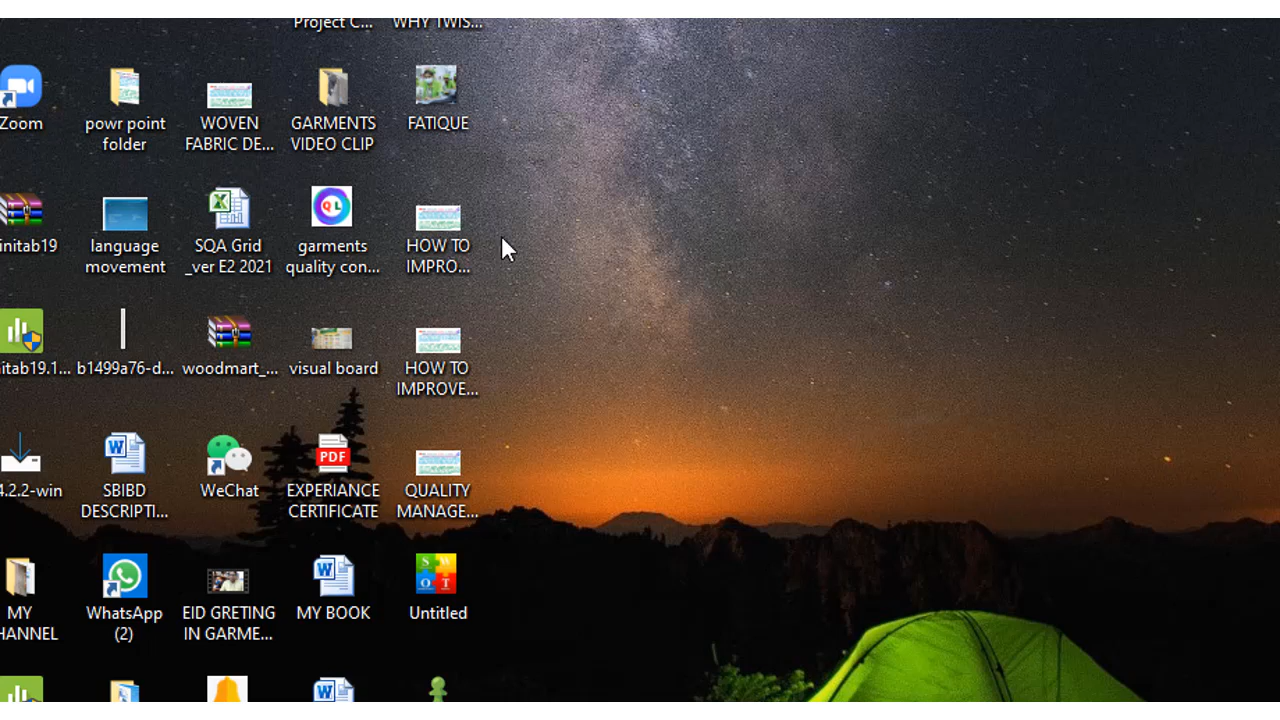 Project C...
WHY TWIS...
Zoom
powr point
folder
WOVEN
FABRIC DE...
GARMENTS
VIDEO CLIP
FATIQUE
initab19
language
movement
SQA Grid
_ver E2 2021
QL
garments
quality con...
HOW TO
IMPRO...
itab19.1...
b1499a76-d...
woodmart_...
visual board
HOW TO
IMPROVE...
4.2.2-win
SBIBD
DESCRIPTI...
WeChat
PDF
EXPERIANCE
CERTIFICATE
QUALITY
MANAGE...
MY
HANNEL
WhatsApp
(2)
EID GRETING
IN GARME...
MY BOOK
S W
O T
Untitled